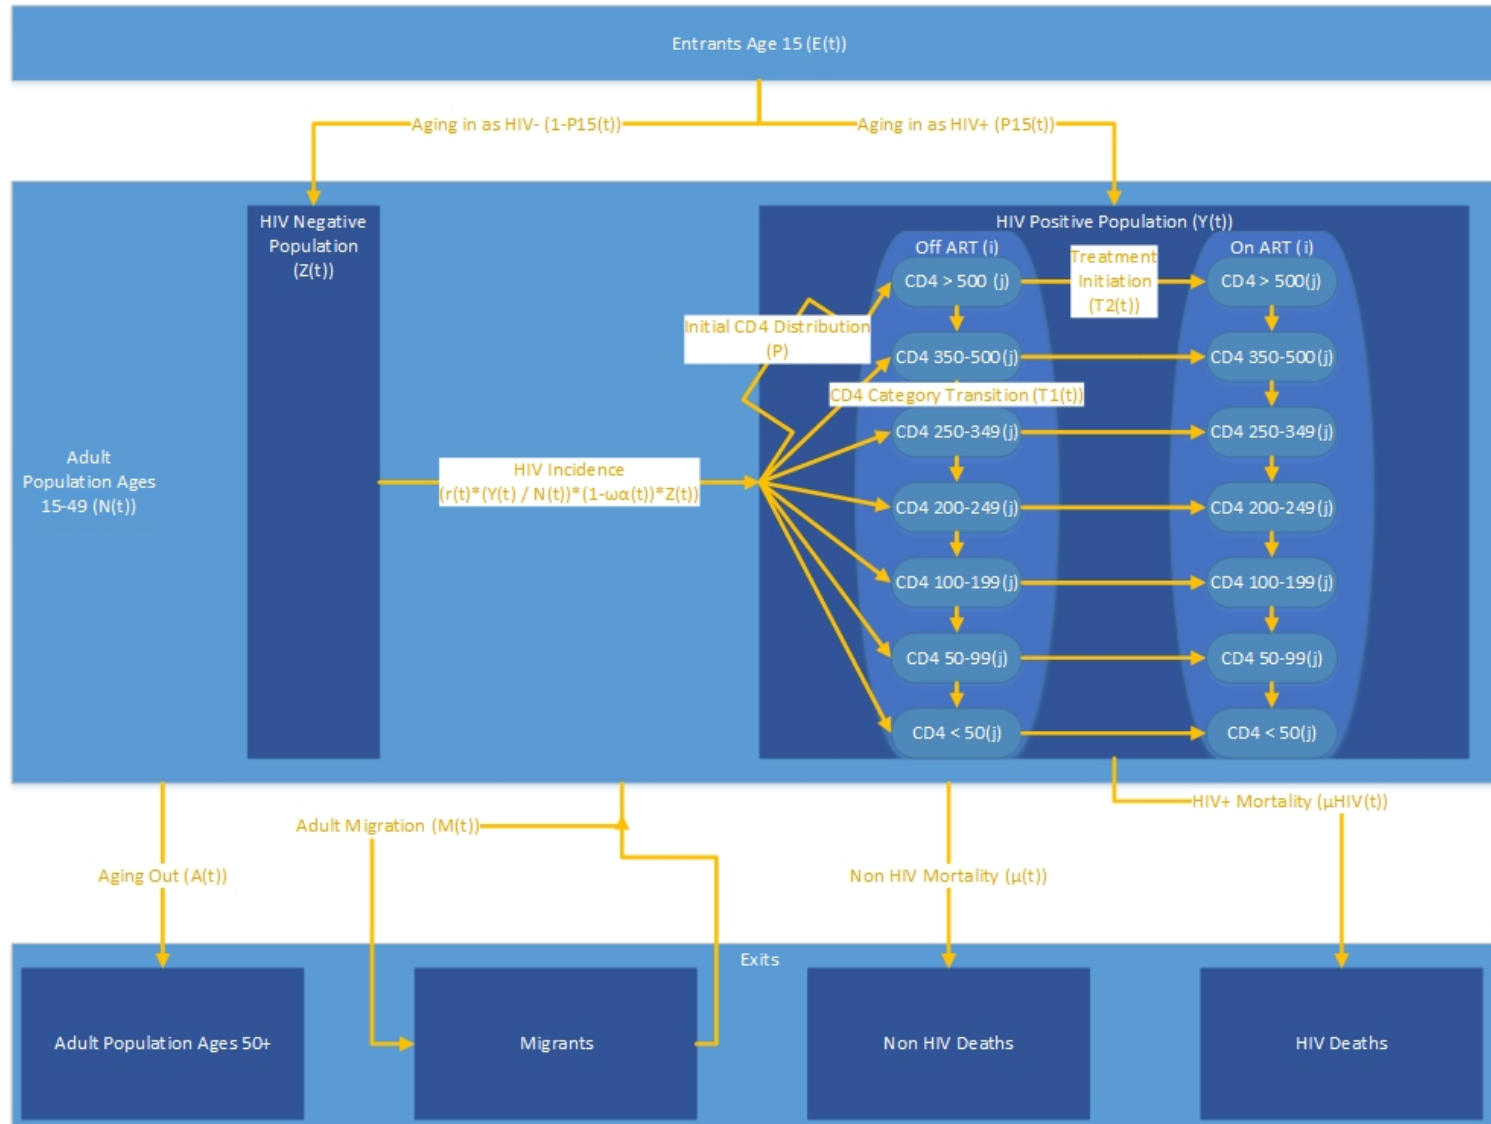 Entrants Age 15 (E(t))
Aging in as HIV- (1-P15(t))
Aging in as HIV+ (P15(t))
HIV Negative
Population
(Z(t))
HIV Positive Population (Y(t))
Off ART (i)
On ART (i)
Treatment
Initiation
(T2(t))
CD4 > 500 (j)
CD4 > 500(j)
Initial CD4 Distribution
(P)
CD4 350-500(j)
CD4 350-500(j)
CD4 Category Transition (T1(t))
CD4 250-349(j)
CD4 250-349(j)
Adult
Population Ages
15-49 (N(t))
HIV Incidence
(r(t)*(Y(t) / N(t))*(1-ωα(t))*Z(t))
CD4 200-249(j)
CD4 200-249(j)
CD4 100-199(j)
CD4 100-199(j)
CD4 50-99(j)
CD4 50-99(j)
CD4 < 50(j)
CD4 < 50(j)
HIV+ Mortality (μHIV(t))
Adult Migration (M(t))
Aging Out (A(t))
Non HIV Mortality (μ(t))
Exits
Adult Population Ages 50+
Migrants
Non HIV Deaths
HIV Deaths